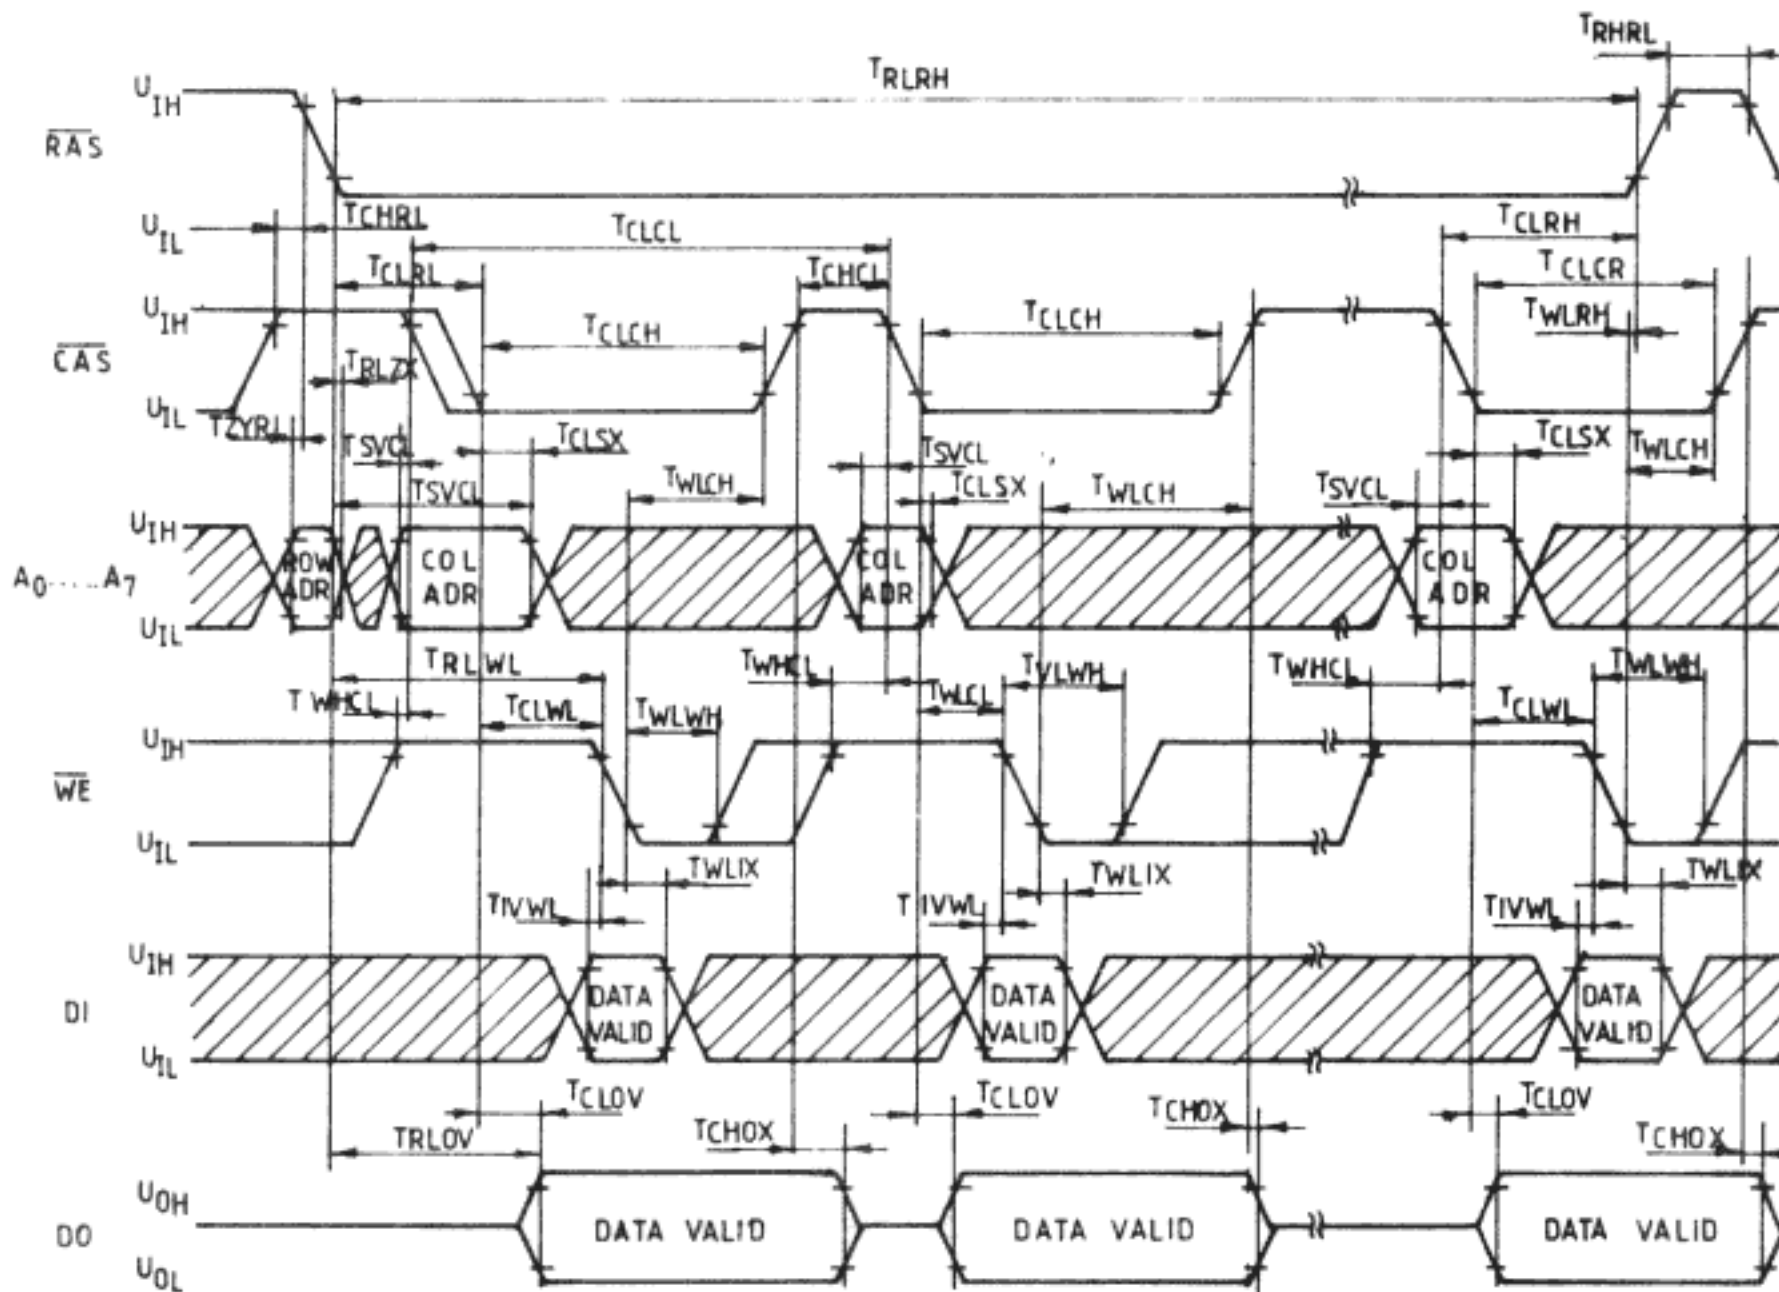 TRHRL
UIH
TRLRH
RAS
UIL
TCHRL
TCLCL
TCLRH
TCLRL
TCHCL
TCLCR
UIH
TCLCH
TCLCH
TWLRH
CAS
TRLZX
UIL
TZYRL
TSVCL
TCLSX
TSVCL
TCLSX
TWLCH
TSVCL
TWLCH
TCLSX
TWLCH
TSVCL
UIH
A0.....A7
ROW ADR
COL ADR
COL ADR
COL ADR
UIL
TRLWL
TWHCL
TVLWH
TWHCL
TWLWH
TWHCL
TCLWL
TWLWH
TWLCL
TCLWL
UIH
WE
UIL
TWLIX
TWLIX
TWLIX
TIVWL
TIVWL
TIVWL
UIH
DI
DATA VALID
DATA VALID
DATA VALID
UIL
TCLOV
TCLOV
TCHOX
TCLOV
TRLOV
TCHOX
TCHOX
UOH
DO
DATA VALID
DATA VALID
DATA VALID
UOL